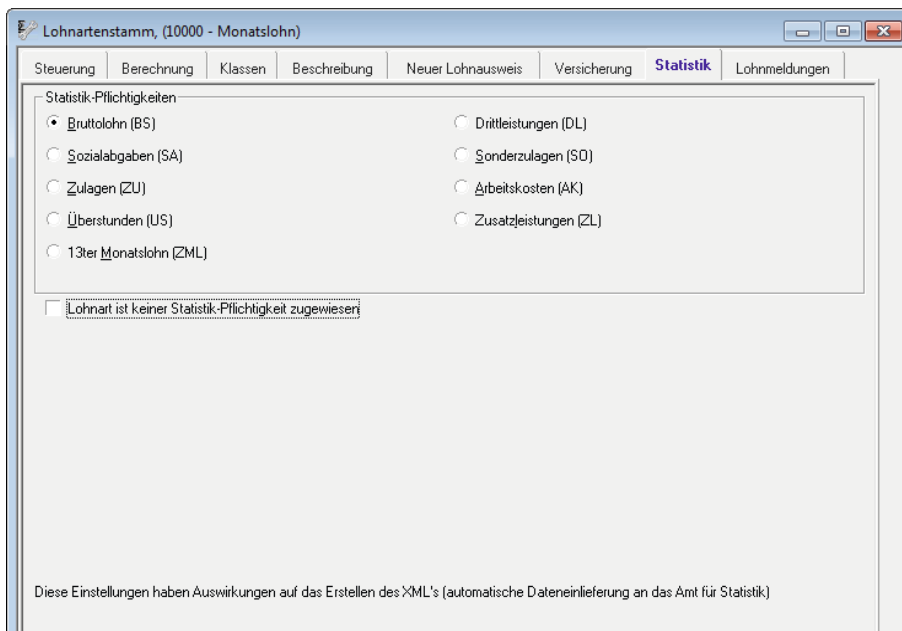 Lohnartenstamm, (10000 - Monatslohn)
Steuerung Berechnung Klassen Beschreibung Neuer Lohnausweis Versicherung Statistik Lohnmeldungen
Statistik-Pflichtigkeiten
Bruttolohn (BS)
Drittleistungen (DL)
Sozialabgaben (SA)
Sonderzulagen (SO)
Zulagen (ZU)
Arbeitskosten (AK)
Überstunden (US)
Zusatzleistungen (ZL)
13ter Monatslohn (ZML)
Lohnart ist keiner Statistik-Pflichtigkeit zugewiesen
Diese Einstellungen haben Auswirkungen auf das Erstellen des XML's (automatische Dateneinlieferung an das Amt für Statistik)